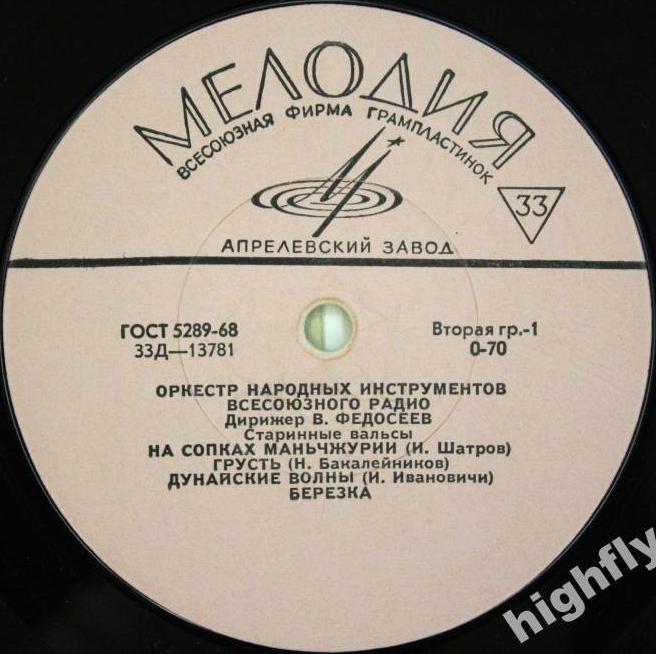 МЕЛОДИЯ
ВСЕСОЮЗНАЯ ФИРМА ГРАМПЛАСТИНОК
33
АПРЕЛЕВСКИЙ ЗАВОД
ГОСТ 5289-68
Вторая гр.-1
33Д—13781
0-70
ОРКЕСТР НАРОДНЫХ ИНСТРУМЕНТОВ
ВСЕСОЮЗНОГО РАДИО
Дирижер В. ФЕДОСЕЕВ
Старинные вальсы
НА СОПКАХ МАНЬЧЖУРИИ (И. Шатров)
ГРУСТЬ (Н. Бакалейников)
ДУНАЙСКИЕ ВОЛНЫ (И. Ивановичи)
БЕРЕЗКА
highfly